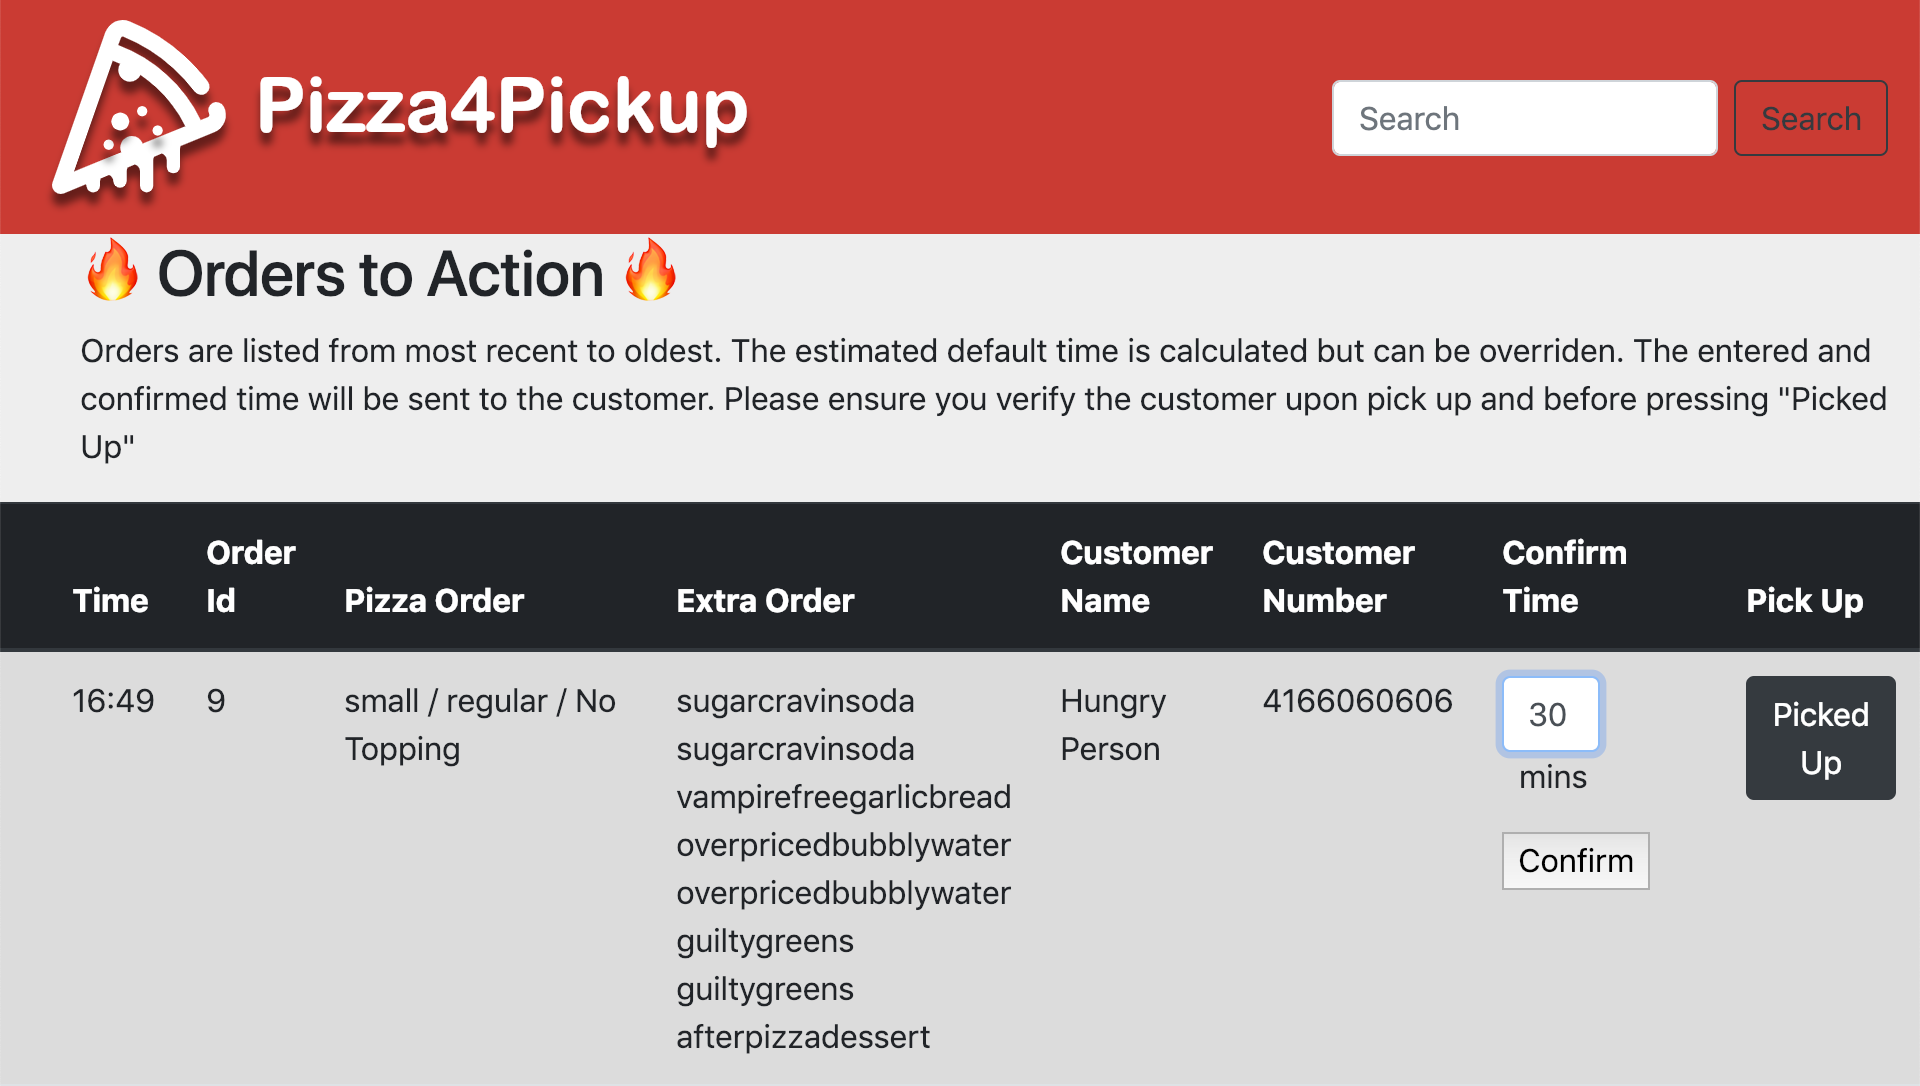 Pizza4Pickup
Search
Search
🔥 Orders to Action 🔥
Orders are listed from most recent to oldest. The estimated default time is calculated but can be overriden. The entered and
confirmed time will be sent to the customer. Please ensure you verify the customer upon pick up and before pressing "Picked
Up"
Time
Order
Id
Pizza Order
Extra Order
Customer
Name
Customer
Number
Confirm
Time
Pick Up
16:49
9
small / regular / No
Topping
sugarcravinsoda
sugarcravinsoda
vampirefreegarlicbread
overpricedbubblywater
overpricedbubblywater
guiltygreens
guiltygreens
afterpizzadessert
Hungry
Person
4166060606
30
mins
Confirm
Picked
Up